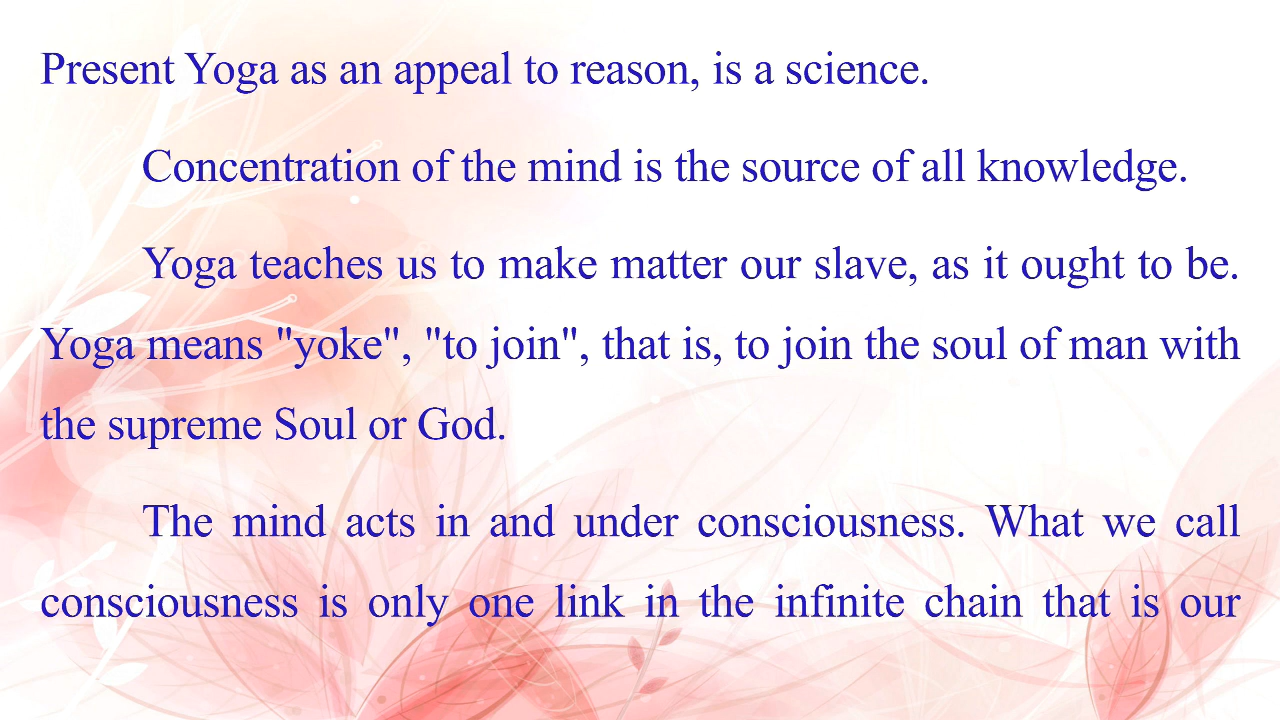 Present Yoga as an appeal to reason, is a science.
Concentration of the mind is the source of all knowledge.
Yoga teaches us to make matter our slave, as it ought to be.
Yoga means "yoke", "to join", that is, to join the soul of man with
the supreme Soul or God.
The mind acts in and under consciousness. What we call
consciousness is only one link in the infinite chain that is our